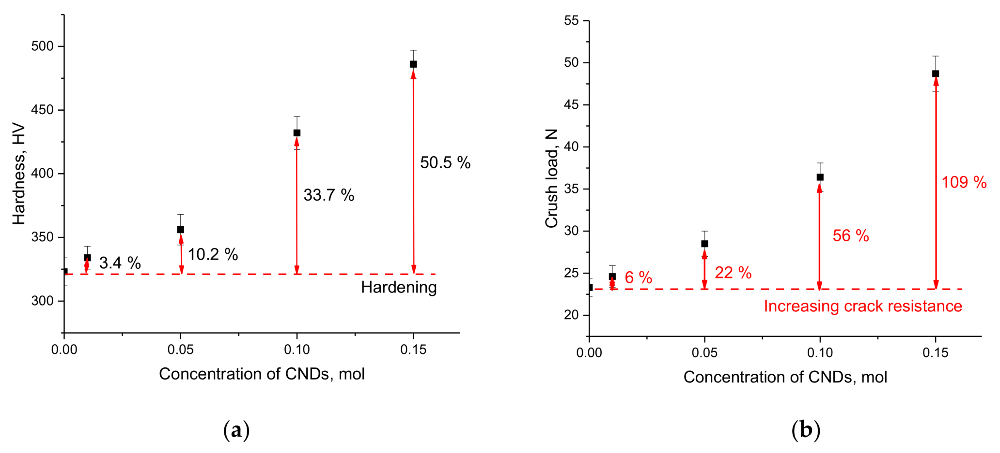 500
450
400
350
300
Hardness, HV
3.4 %
10.2 %
33.7 %
50.5 %
Hardening
0.00 0.05 0.10 0.15
Concentration of CNDs, mol
(a)
55
50
45
40
35
30
25
20
Crush load, N
6 %
22 %
56 %
109 %
Increasing crack resistance
0.00 0.05 0.10 0.15
Concentration of CNDs, mol
(b)